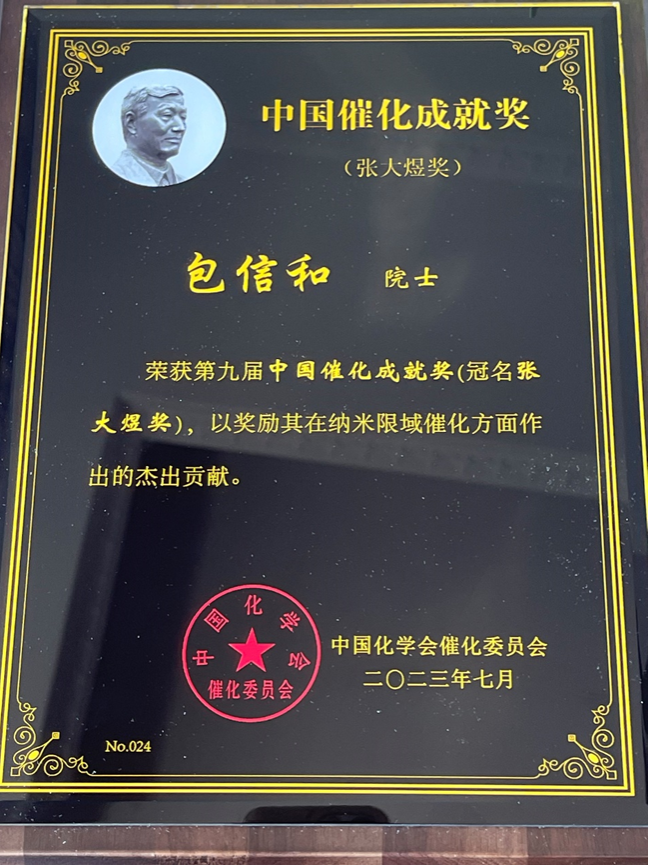 中国催化成就奖
（张大煜奖）
包信和 院士
荣获第九届中国催化成就奖(冠名张
大煜奖)，以奖励其在纳米限域催化方面作
出的杰出贡献。
中国化学会
催化委员会
中国化学会催化委员会
二〇二三年七月
No.024